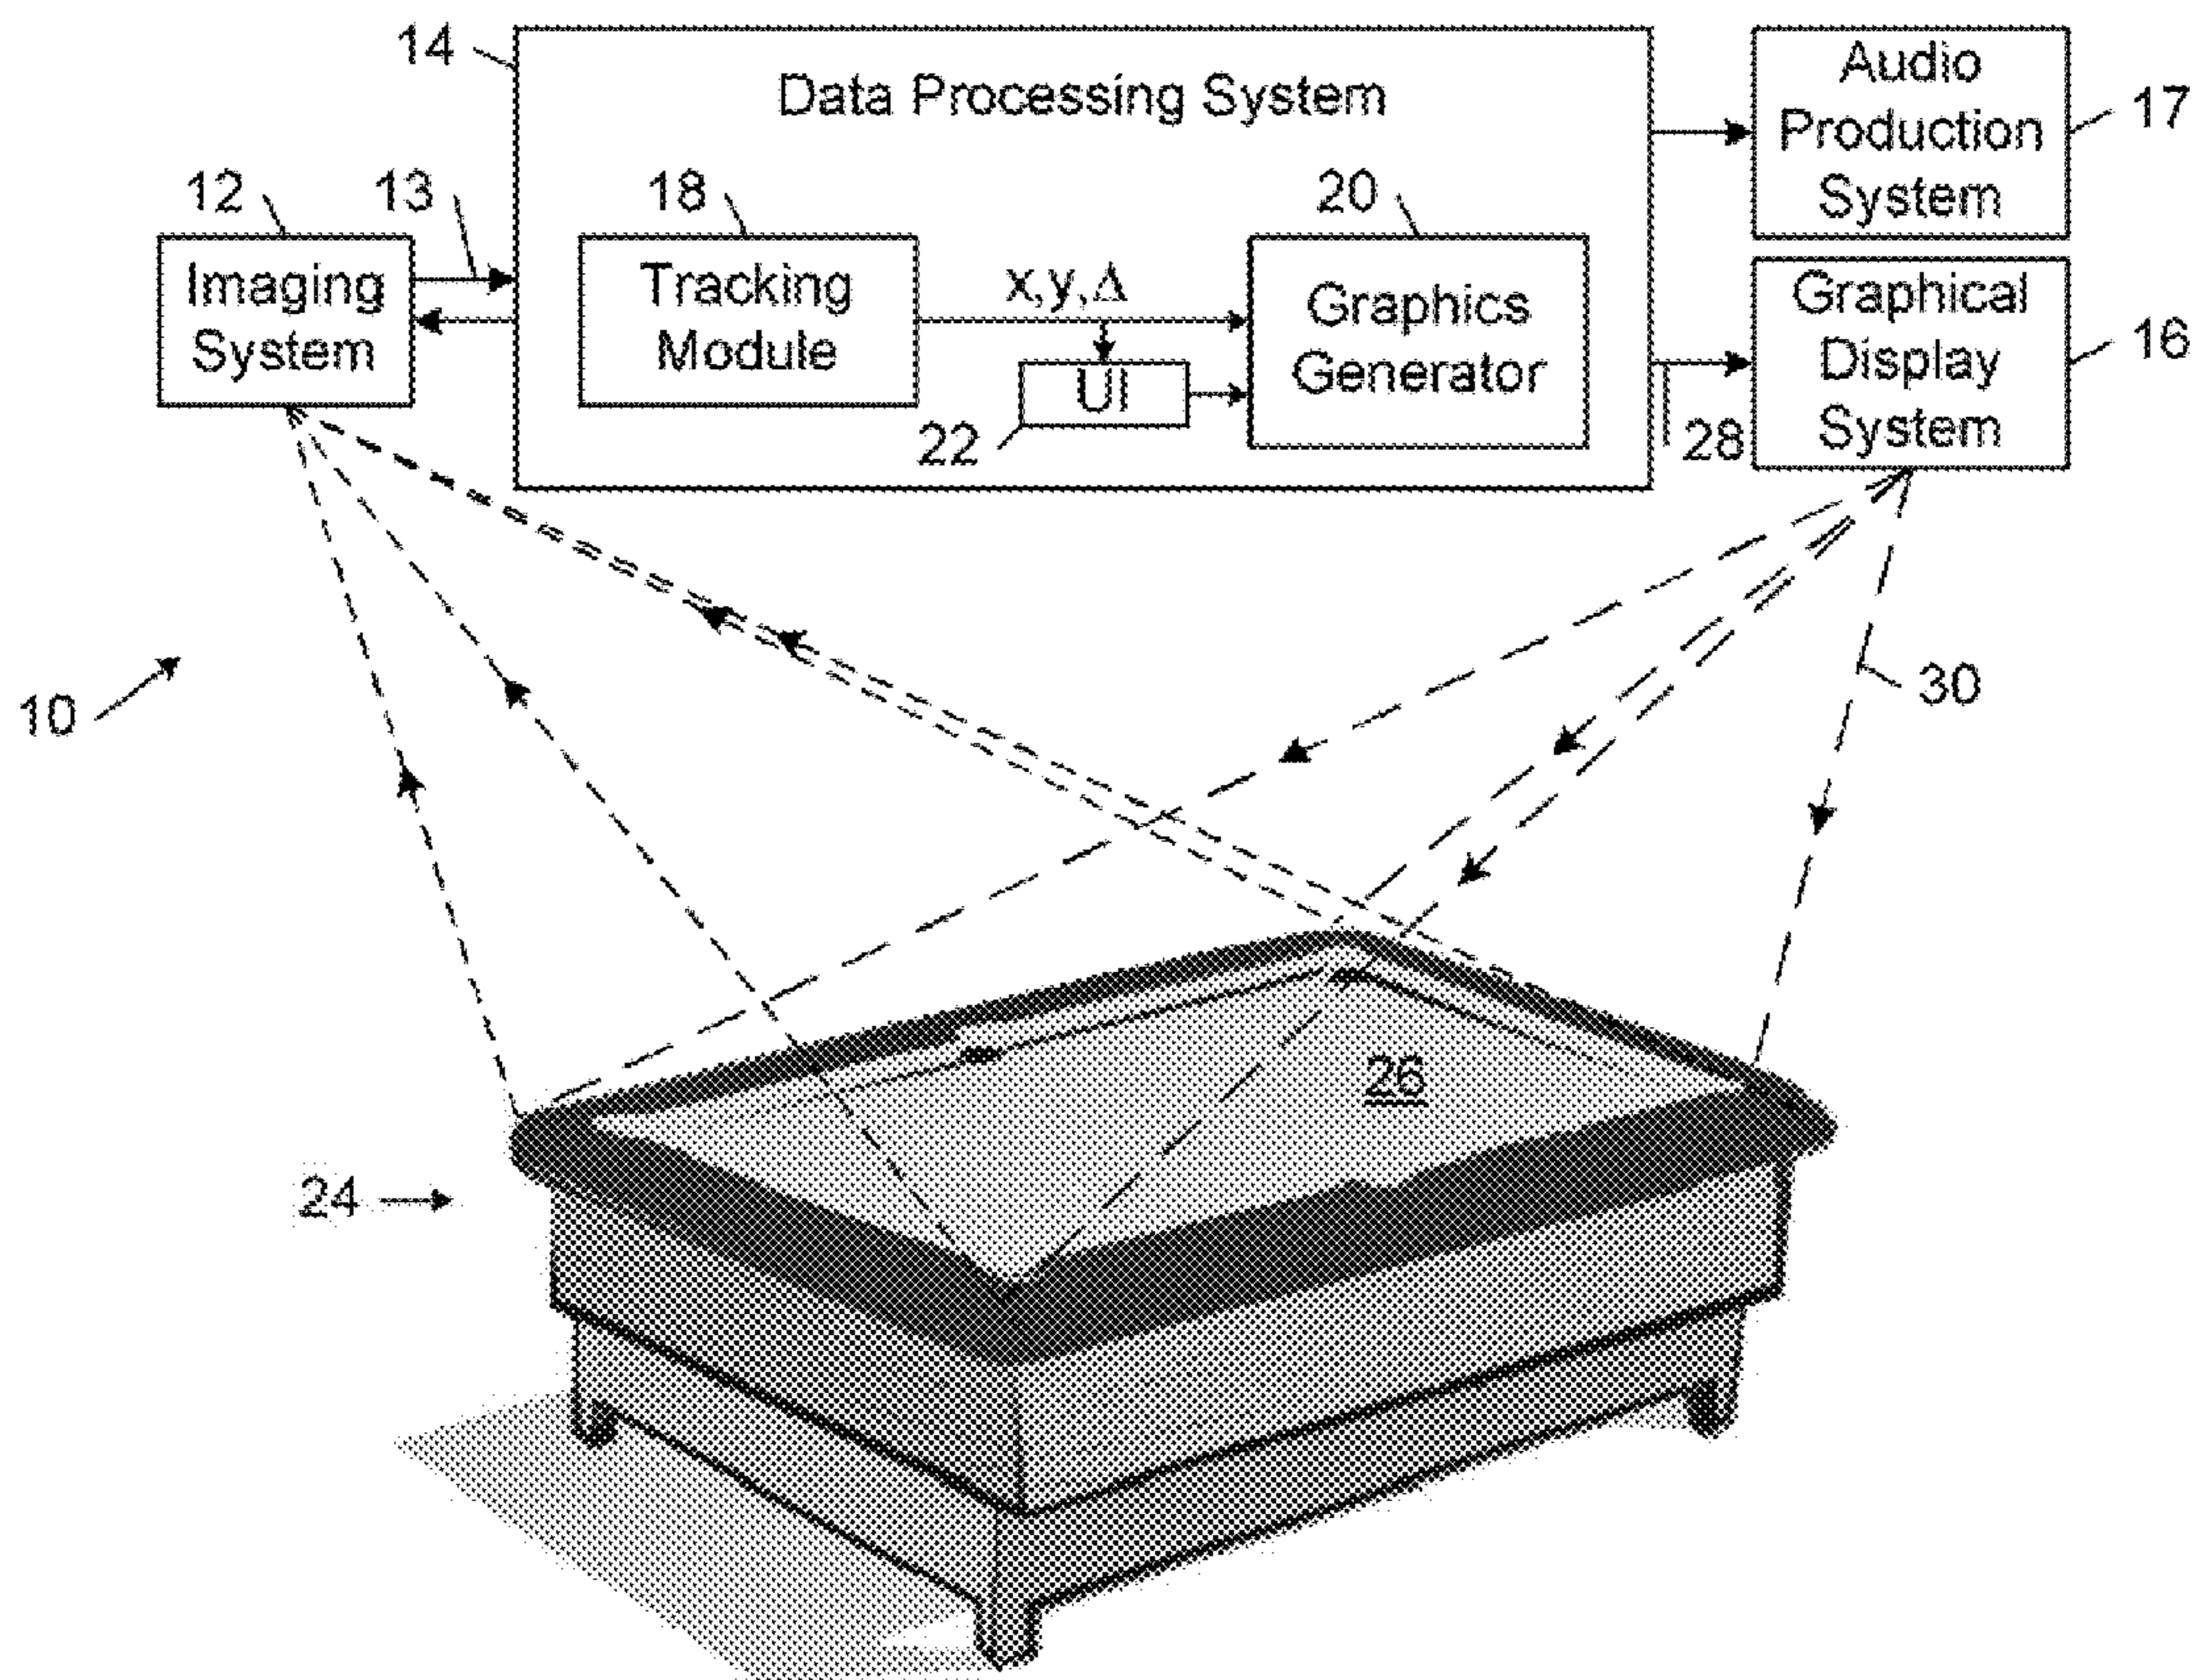 14
Data Processing System
Audio
Production
System
17
12
13
18
20
Imaging
System
Tracking
Module
x,y,Δ
UI
22
Graphics
Generator
28
Graphical
Display
System
16
10
30
26
24